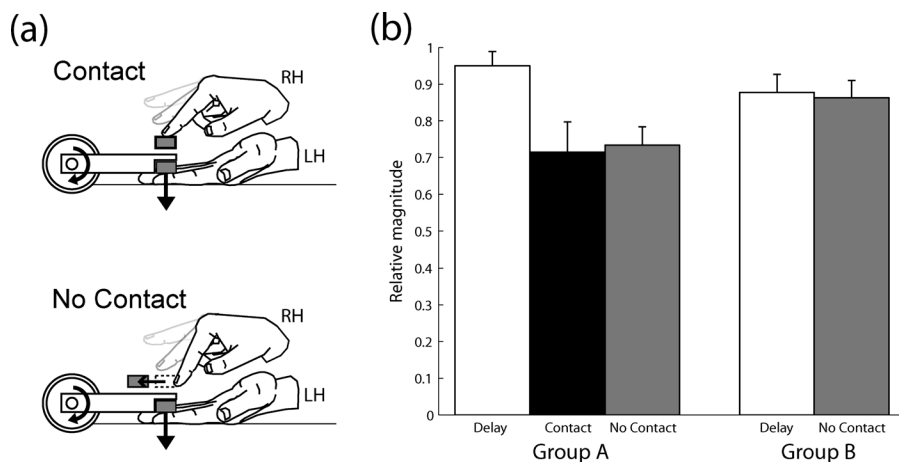 (a)
Contact
RH
LH
No Contact
RH
LH
(b)
Relative magnitude
1
0.9
0.8
0.7
0.6
0.5
0.4
0.3
0.2
0.1
0
Delay Contact No Contact Delay No Contact
Group A Group B